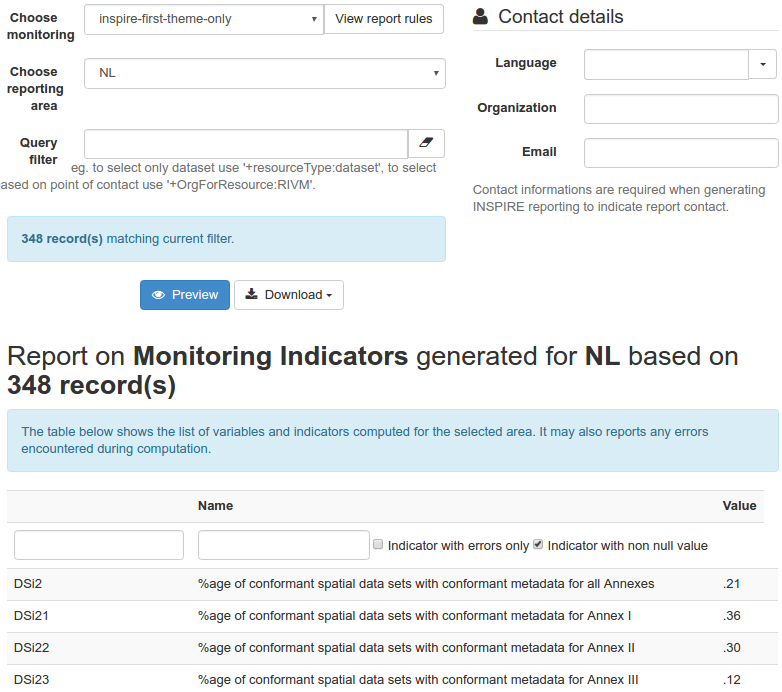 Choose monitoring
inspire-first-theme-only
View report rules
Choose reporting area
NL
Query filter
eg. to select only dataset use '+resourceType:dataset', to select
ased on point of contact use '+OrgForResource:RIVM'.
348 record(s) matching current filter.
Preview
Download
Contact details
Language
Organization
Email
Contact informations are required when generating
INSPIRE reporting to indicate report contact.
Report on Monitoring Indicators generated for NL based on
348 record(s)
The table below shows the list of variables and indicators computed for the selected area. It may also reports any errors
encountered during computation.
Name Value
Indicator with errors only Indicator with non null value
DSi2 %age of conformant spatial data sets with conformant metadata for all Annexes .21
DSi21 %age of conformant spatial data sets with conformant metadata for Annex I .36
DSi22 %age of conformant spatial data sets with conformant metadata for Annex II .30
DSi23 %age of conformant spatial data sets with conformant metadata for Annex III .12